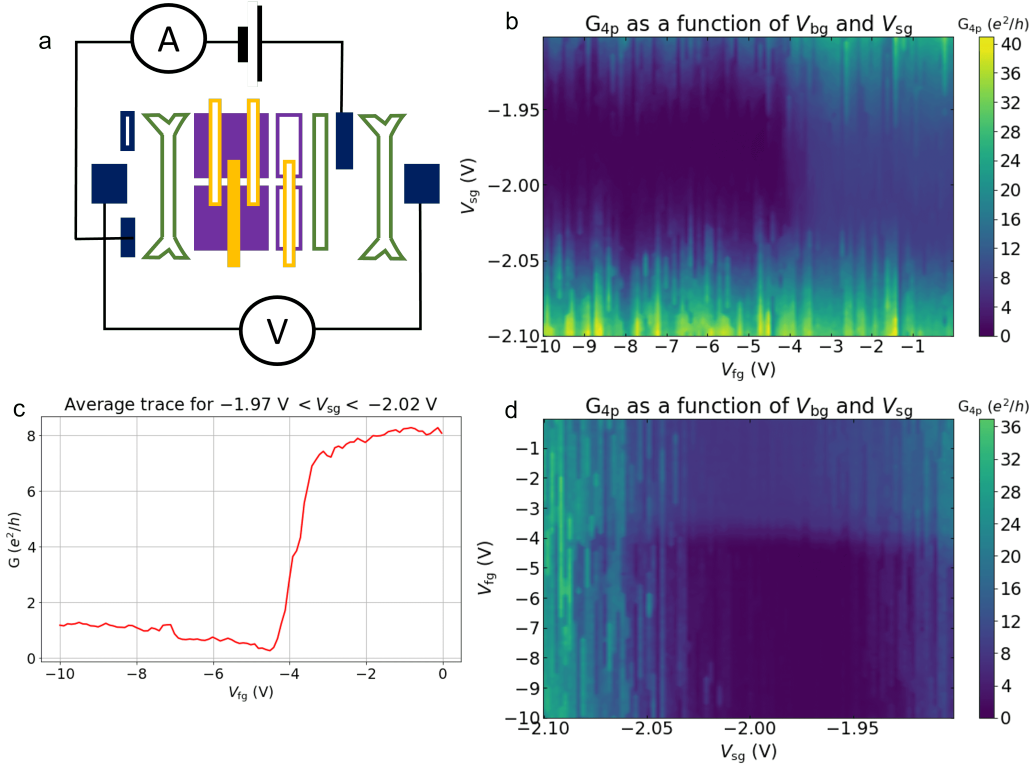 a
A
V
b
G4p as a function of Vbg and Vsg
G4p (e²/h)
−1.95
−2.00
−2.05
−2.10
Vsg (V)
−10 −9 −8 −7 −6 −5 −4 −3 −2 −1
Vfg (V)
40
36
32
28
24
20
16
12
8
4
0
c
Average trace for −1.97 V < Vsg < −2.02 V
8
6
4
2
0
G (e²/h)
−10 −8 −6 −4 −2 0
Vfg (V)
d
G4p as a function of Vbg and Vsg
G4p (e²/h)
−1
−2
−3
−4
−5
−6
−7
−8
−9
−10
Vfg (V)
−2.10 −2.05 −2.00 −1.95
Vsg (V)
36
32
28
24
20
16
12
8
4
0